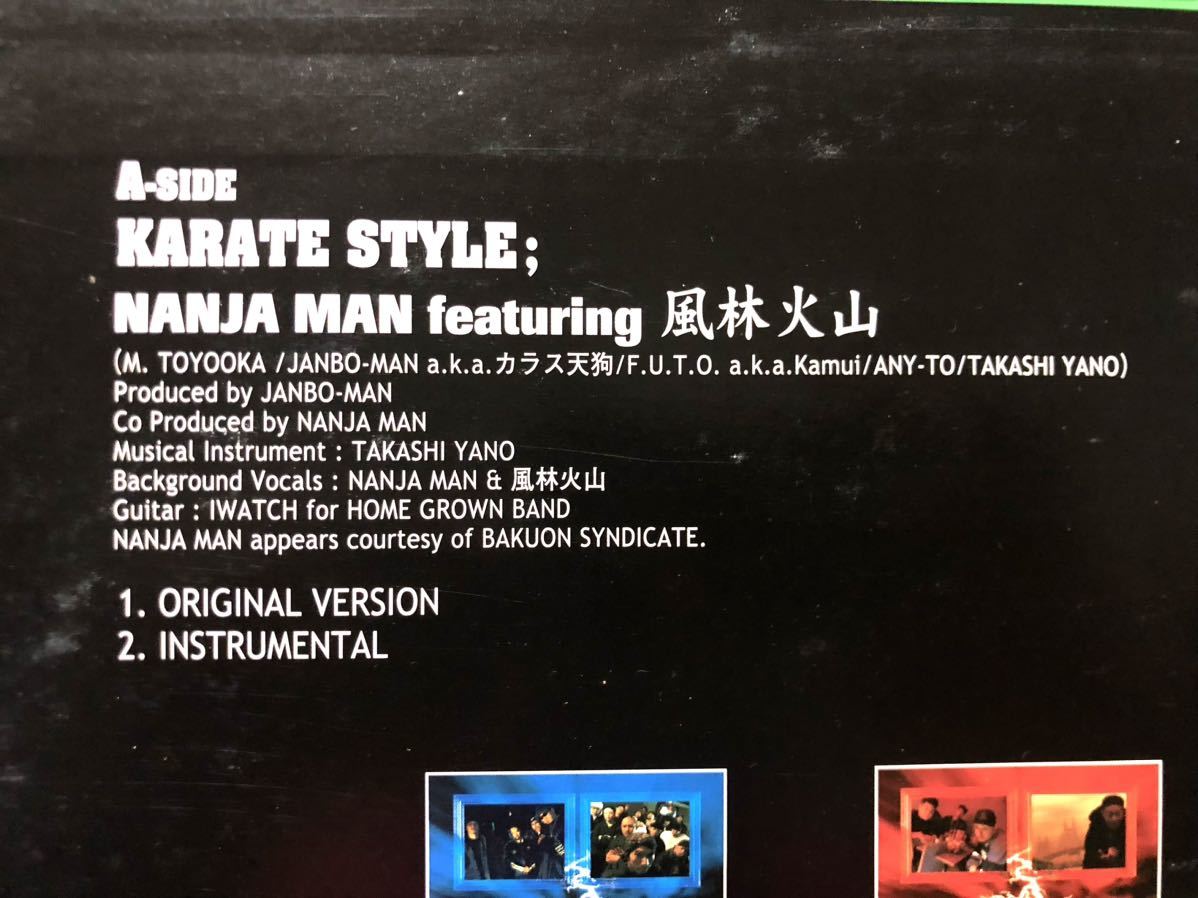 A-SIDE
KARATE STYLE;
NANJA MAN featuring 風林火山
(M. TOYOOKA /JANBO-MAN a.k.a.カラス天狗/F.U.T.O. a.k.a.Kamui/ANY-TO/TAKASHI YANO)
Produced by JANBO-MAN
Co Produced by NANJA MAN
Musical Instrument : TAKASHI YANO
Background Vocals : NANJA MAN & 風林火山
Guitar : IWATCH for HOME GROWN BAND
NANJA MAN appears courtesy of BAKUON SYNDICATE.
1. ORIGINAL VERSION
2. INSTRUMENTAL